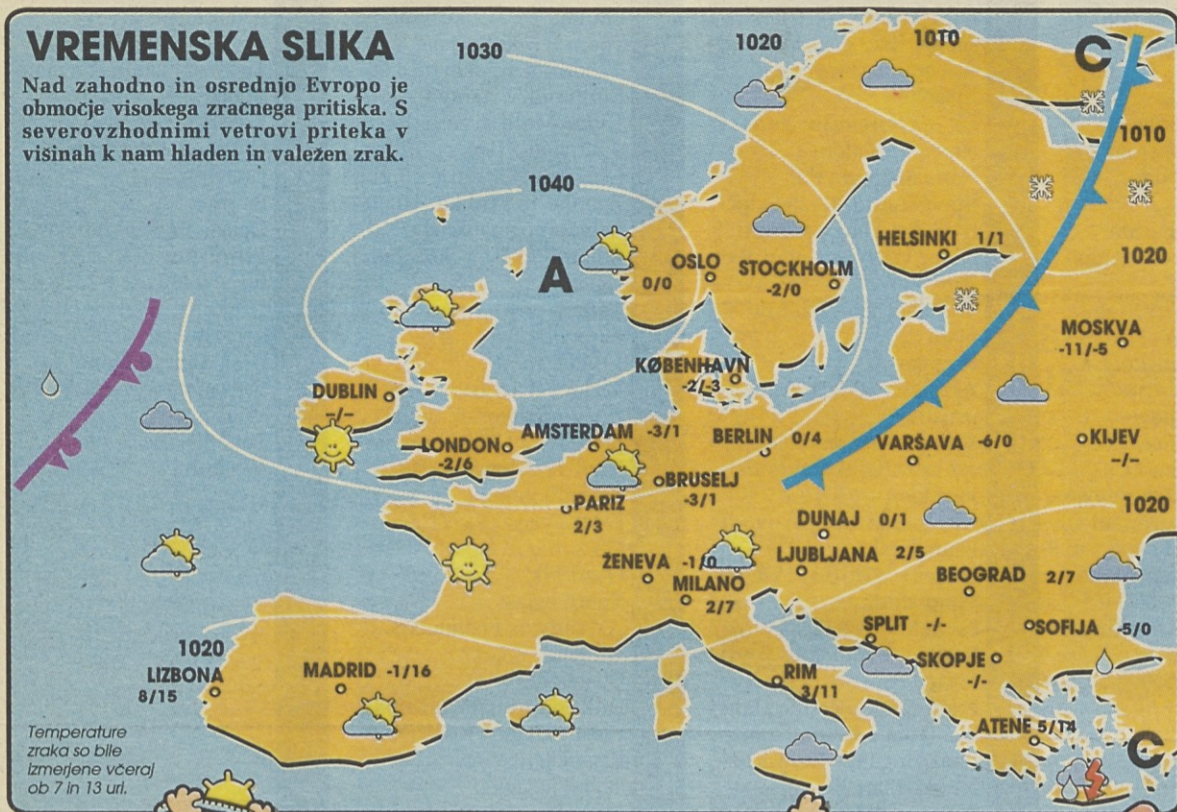 VREMENSKA SLIKA
Nad zahodno in osrednjo Evropo je
območje visokega zračnega pritiska. S
severovzhodnimi vetrovi priteka v
višinah k nam hladen in valežen zrak.
1030
1020
1010
C
1010
1040
A
OSLO
0/0
STOCKHOLM
-2/0
HELSINKI 1/1
1020
MOSKVA
-11/-5
KØBENHAVN
-2/-3
DUBLIN
-/-
LONDON
-2/6
AMSTERDAM -3/1
BERLIN 0/4
VARŠAVA -6/0
KIJEV
-/-
BRUSELJ
-3/1
PARIZ
2/3
1020
DUNAJ 0/1
ŽENEVA -1/0
LJUBLJANA 2/5
MILANO
2/7
BEOGRAD 2/7
SPLIT -/-
SOFIJA -5/0
1020
LIZBONA
8/15
MADRID -1/16
RIM
3/11
SKOPJE
-/-
ATENE 5/14
C
Temperature
zraka so bile
izmerjene včeraj
ob 7 in 13 uri.